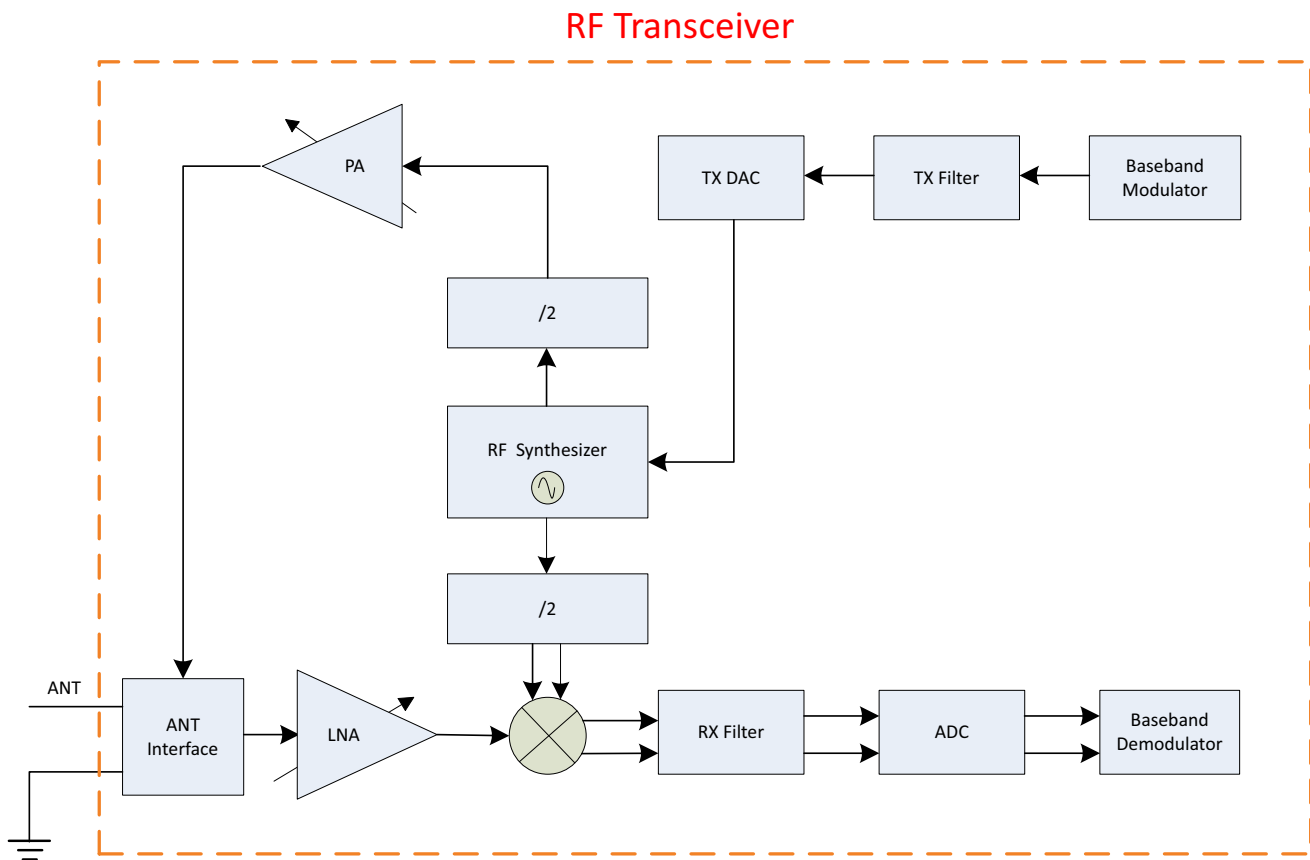 RF Transceiver
PA
TX DAC
TX Filter
Baseband
Modulator
/2
RF Synthesizer
/2
ANT
ANT
Interface
LNA
RX Filter
ADC
Baseband
Demodulator